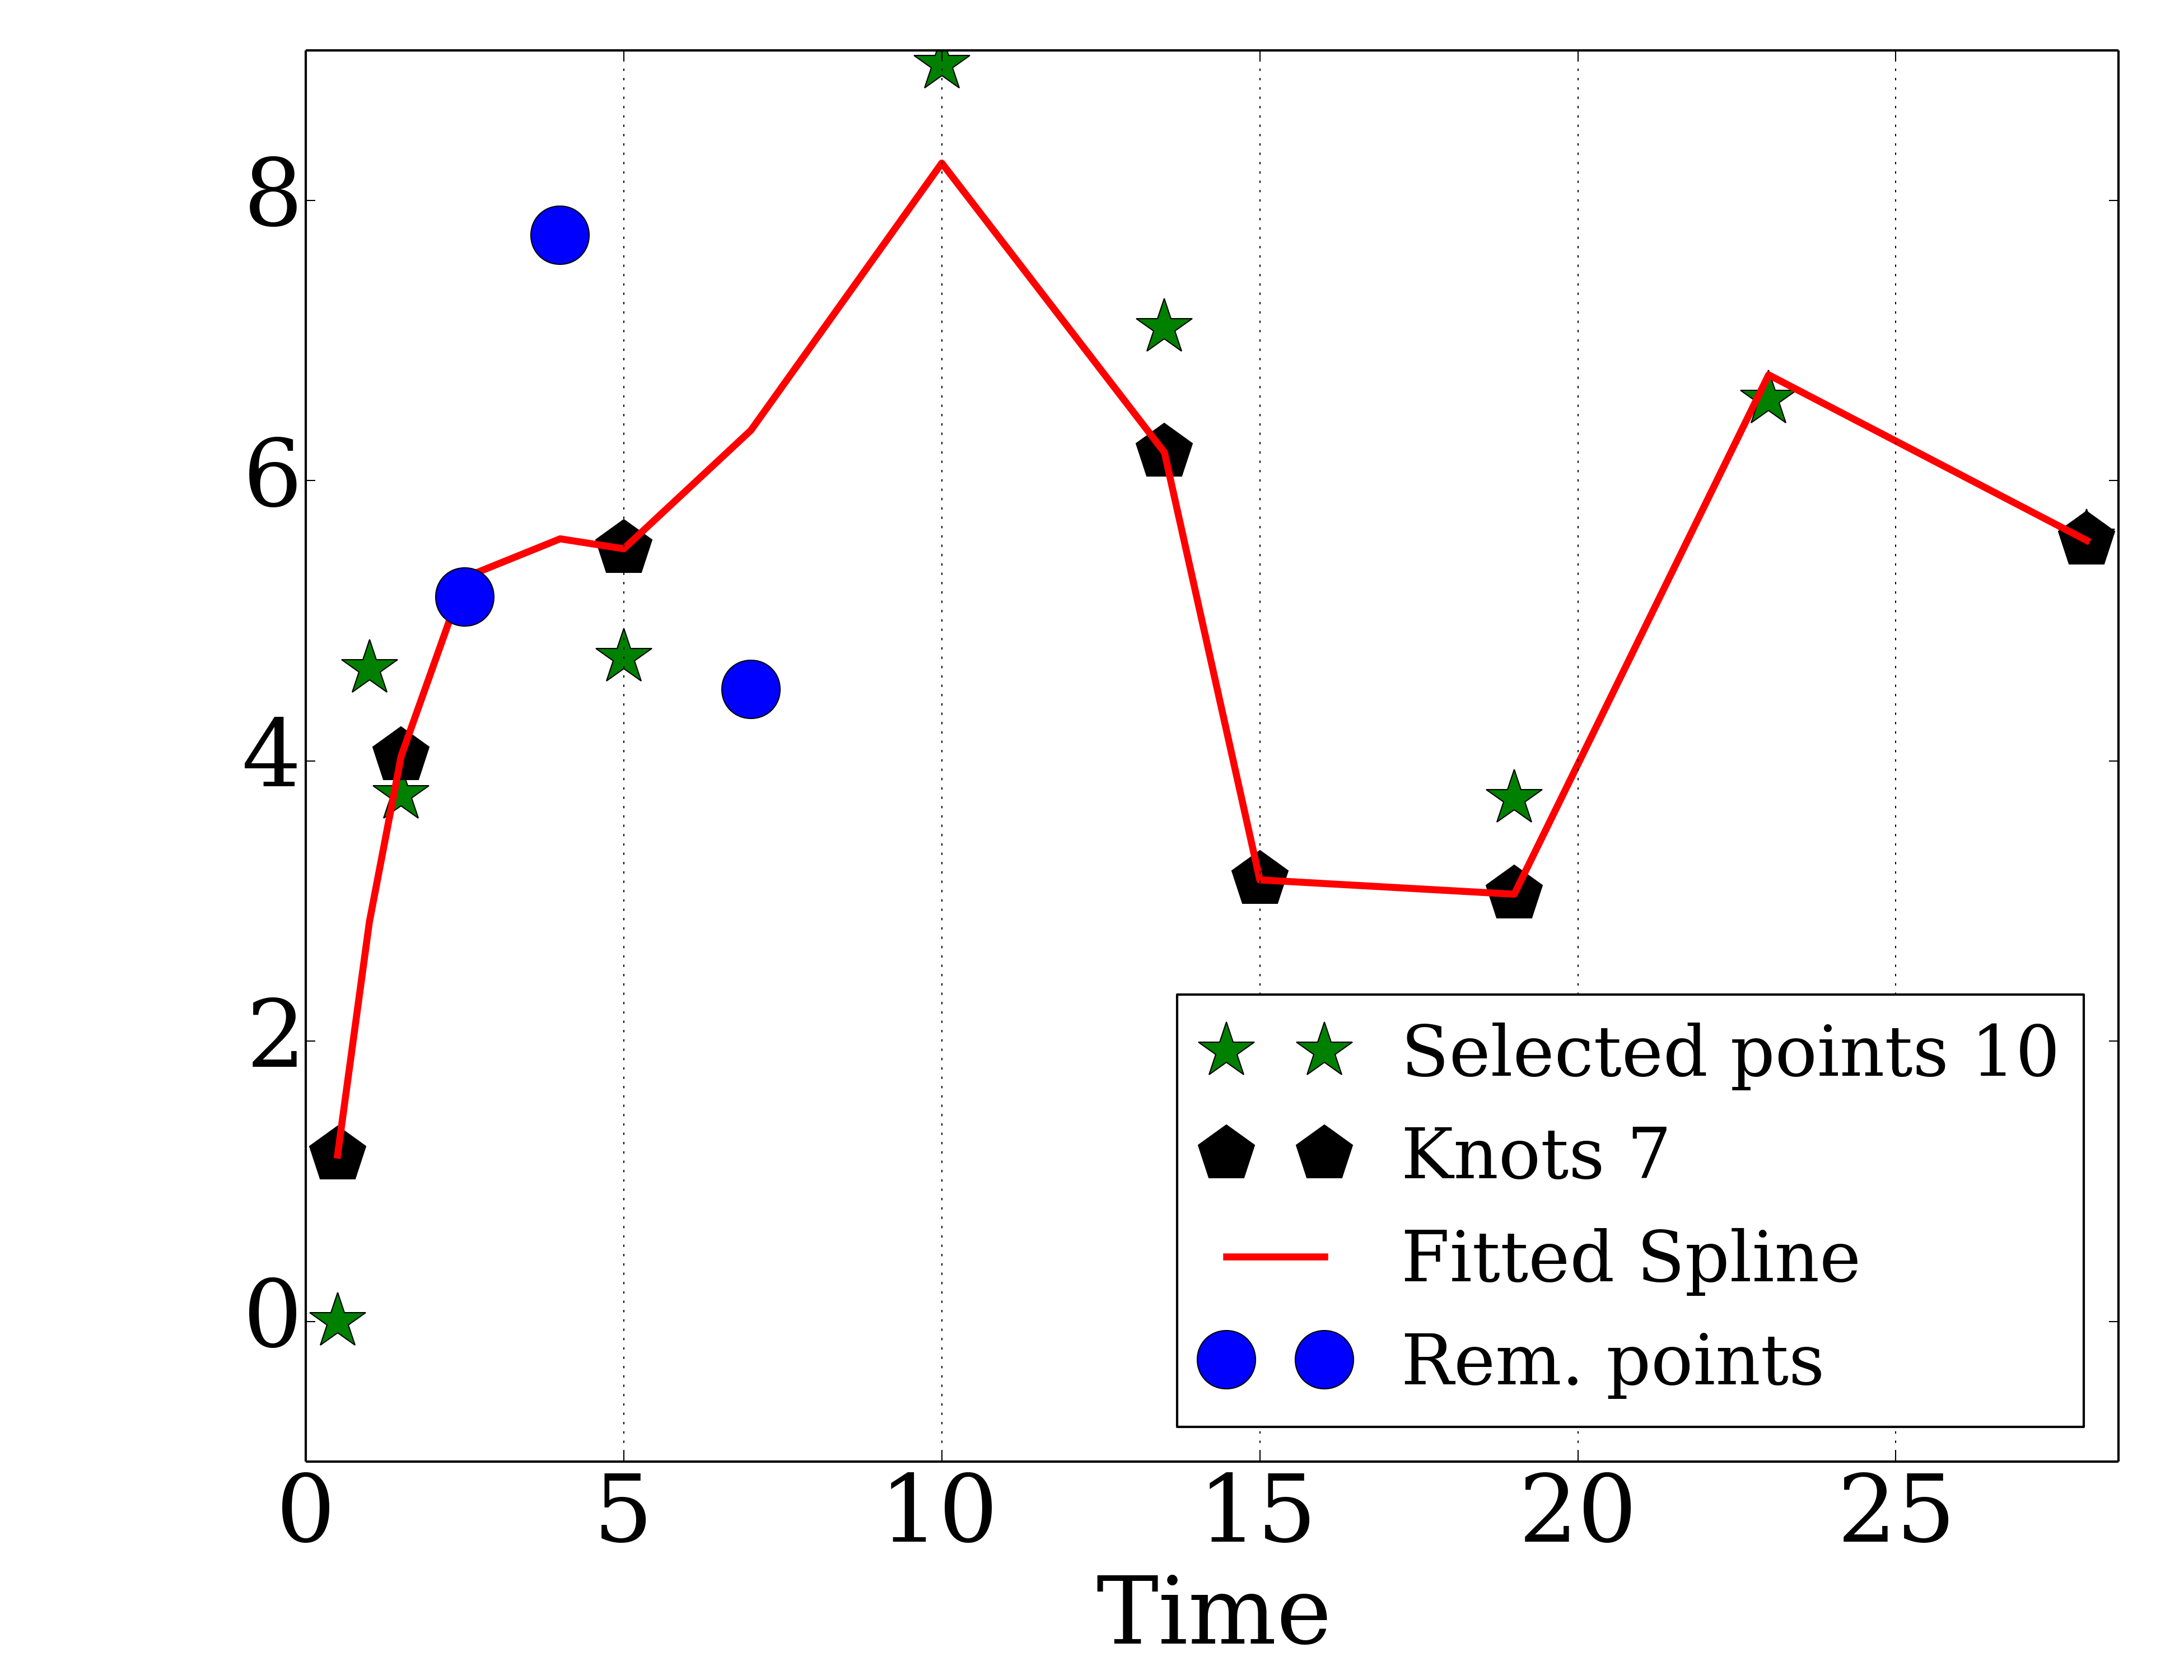 8
6
4
2
0
0 5 10 15 20 25
Time
Selected points 10
Knots 7
Fitted Spline
Rem. points